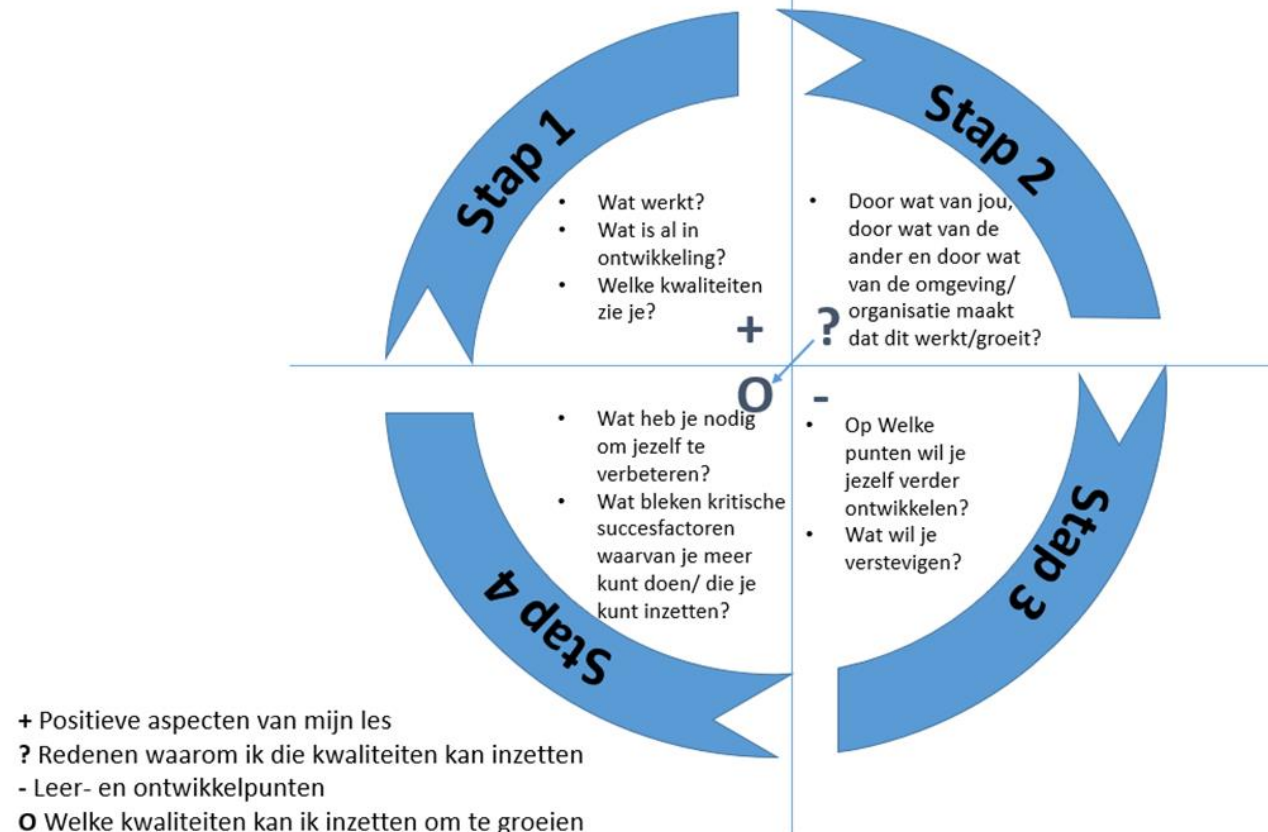 Stap 1
• Wat werkt?
• Wat is al in
ontwikkeling?
• Welke kwaliteiten
zie je?
+
Stap 2
• Door wat van jou,
door wat van de
ander en door wat
van de omgeving/
organisatie maakt
dat dit werkt/groeit?
?
Stap 3
-
• Op Welke
punten wil je
jezelf verder
ontwikkelen?
• Wat wil je
verstevigen?
Stap 4
O
• Wat heb je nodig
om jezelf te
verbeteren?
• Wat bleken kritische
succesfactoren
waarvan je meer
kunt doen/ die je
kunt inzetten?
+ Positieve aspecten van mijn les
? Redenen waarom ik die kwaliteiten kan inzetten
- Leer- en ontwikkelpunten
O Welke kwaliteiten kan ik inzetten om te groeien